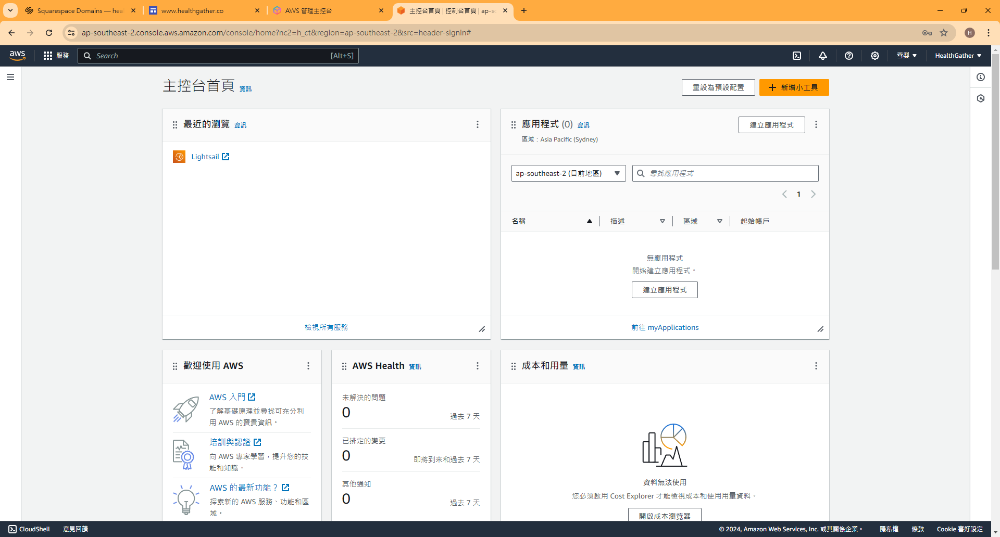 Squarespace Domains — hea
www.healthgather.co
AWS 管理主控台
主控台首頁 | 控制台首頁 | ap-so
ap-southeast-2.console.aws.amazon.com/console/home?nc2=h_ct&region=ap-southeast-2&src=header-signin#
H
aws
服務
Search
[Alt+S]
雪梨
HealthGather
主控台首頁 資訊
重設為預設配置
新增小工具
最近的瀏覽 資訊
Lightsail
檢視所有服務
應用程式 (0) 資訊
區域：Asia Pacific (Sydney)
建立應用程式
ap-southeast-2 (目前地區)
尋找應用程式
1
名稱
描述
區域
起始帳戶
無應用程式
開始建立應用程式。
建立應用程式
前往 myApplications
歡迎使用 AWS
AWS 入門
了解基礎原理並尋找可充分利
用 AWS 的寶貴資訊。
培訓與認證
向 AWS 專家學習，提升您的技
能和知識。
AWS 的最新功能？
探索新的 AWS 服務、功能和區
域。
AWS Health 資訊
未解決的問題
0
過去 7 天
已排定的變更
0
即將到來和過去 7 天
其他通知
0
過去 7 天
成本和用量 資訊
資料無法使用
您必須啟用 Cost Explorer 才能檢視成本和使用用量資料。
開啟成本瀏覽器
CloudShell
意見回饋
© 2024, Amazon Web Services, Inc. 或其關係企業。
隱私權
條款
Cookie 喜好設定